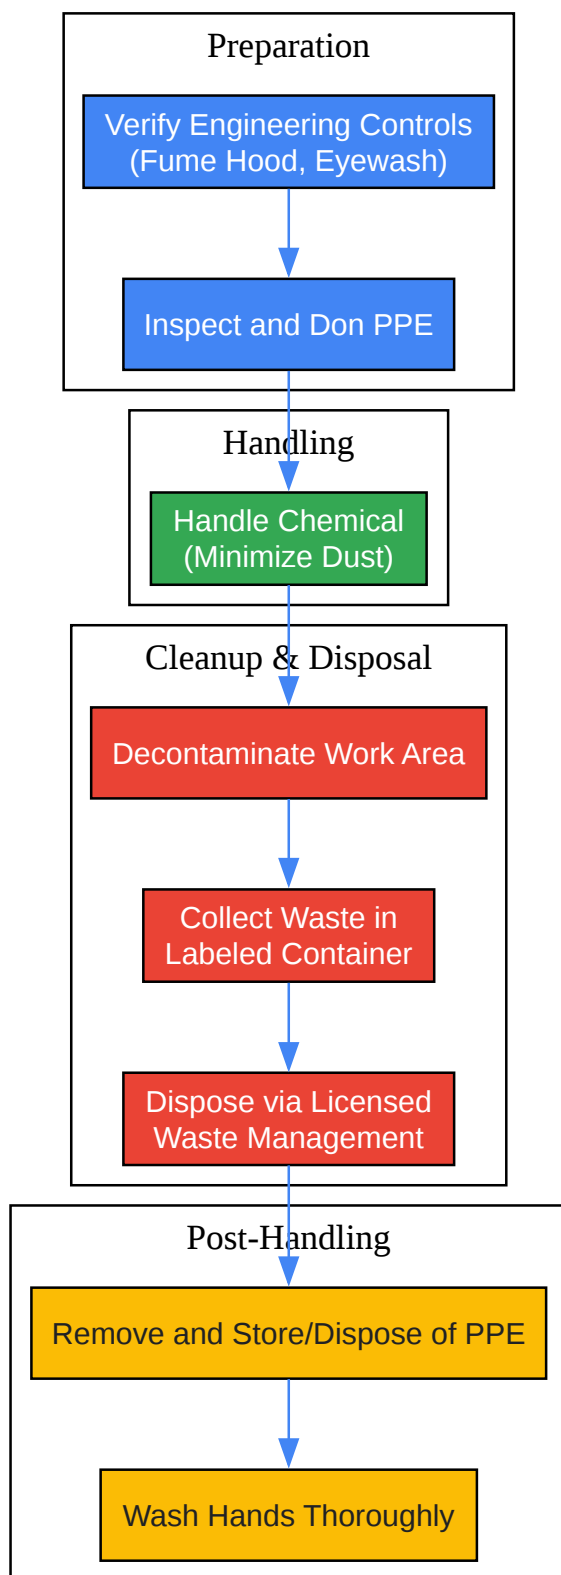 Preparation
Verify Engineering Controls
(Fume Hood, Eyewash)
Inspect and Don PPE
Handling
Handle Chemical
(Minimize Dust)
Cleanup & Disposal
Decontaminate Work Area
Collect Waste in
Labeled Container
Dispose via Licensed
Waste Management
Post-Handling
Remove and Store/Dispose of PPE
Wash Hands Thoroughly